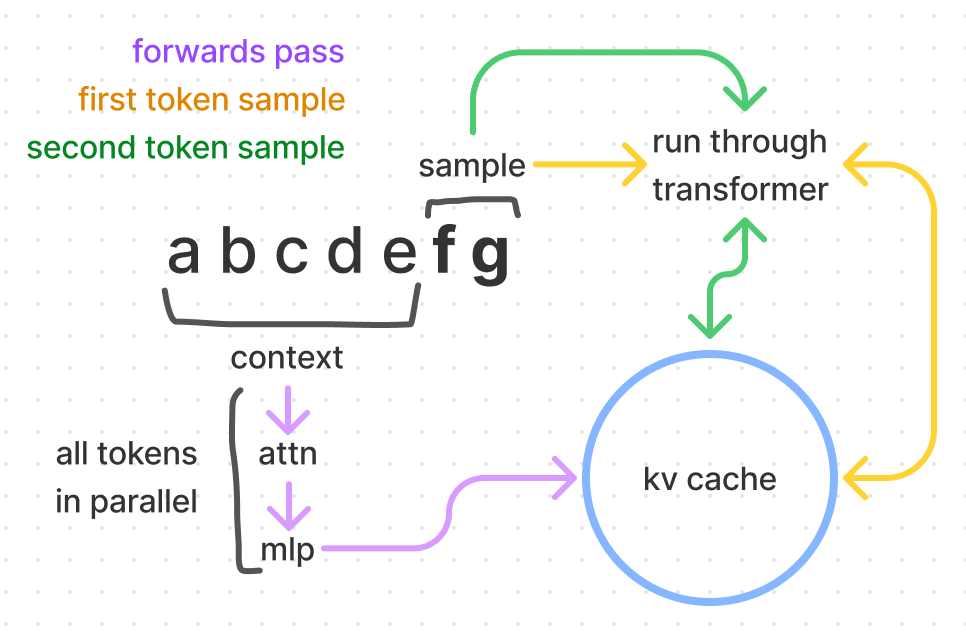 forwards pass
first token sample
second token sample
sample
run through
transformer
a b c d e f g
context
all tokens
in parallel
attn
mlp
kv cache